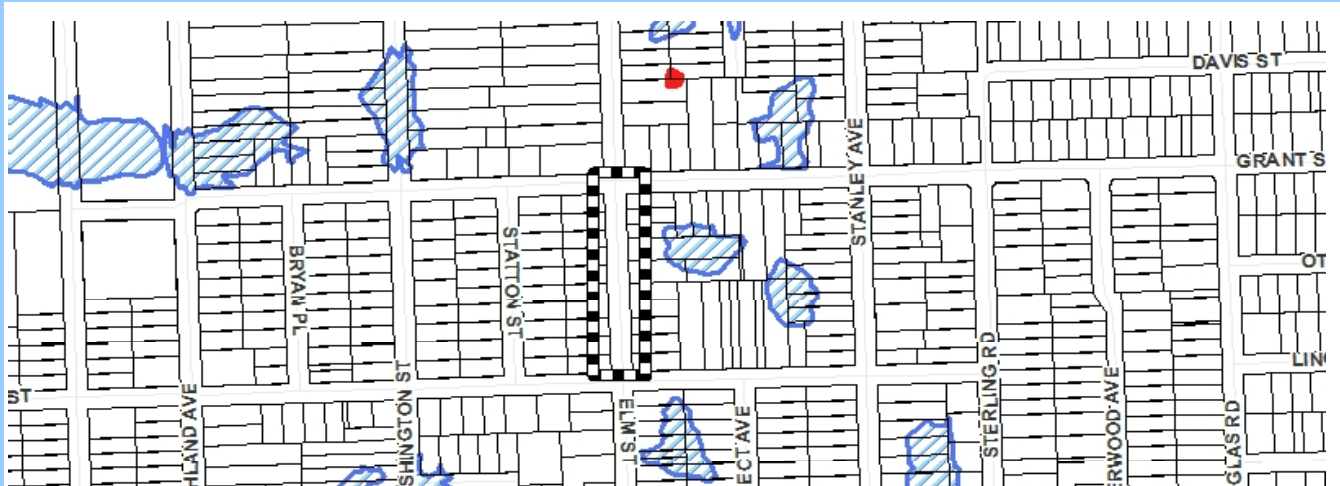 DAVIS ST
GRANT S
STANLEY AVE
STATTON ST
BRYAN PL
OT
STERLING RD
LIN
SHINGTON ST
ST
HLAND AVE
ELM ST
ECT AVE
ERWOOD AVE
GLAS RD